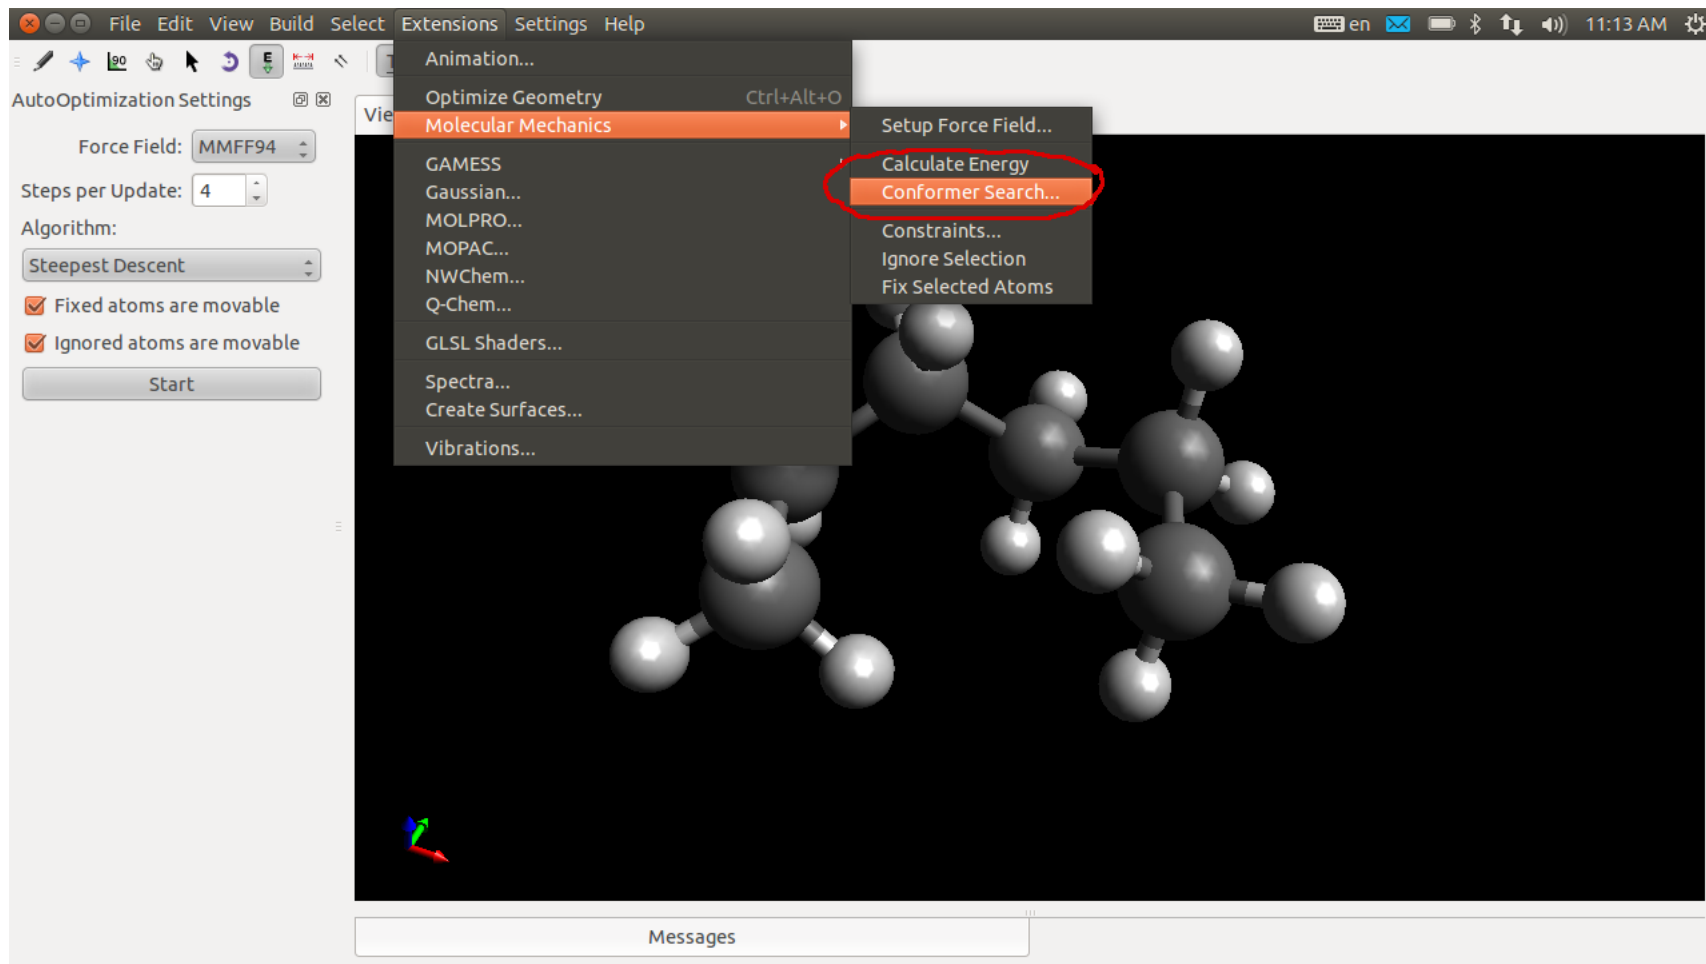 File Edit View Build Select Extensions Settings Help en 11:13 AM
90 E
AutoOptimization Settings
Force Field: MMFF94
Steps per Update: 4
Algorithm:
Steepest Descent
Fixed atoms are movable
Ignored atoms are movable
Start
Vie
Animation...
Optimize Geometry Ctrl+Alt+O
Molecular Mechanics
GAMESS
Gaussian...
MOLPRO...
MOPAC...
NWChem...
Q-Chem...
GLSL Shaders...
Spectra...
Create Surfaces...
Vibrations...
Setup Force Field...
Calculate Energy
Conformer Search...
Constraints...
Ignore Selection
Fix Selected Atoms
Messages